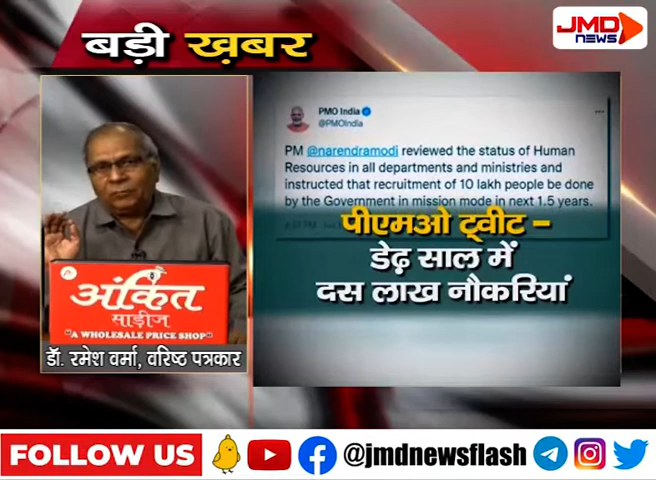 बड़ी ख़बर
JMD
NEWS
PMO India
@PMOIndia
PM @narendramodi reviewed the status of Human
Resources in all departments and ministries and
instructed that recruitment of 10 lakh people be done
by the Government in mission mode in next 1.5 years.
पीएमओ ट्वीट –
डेढ़ साल में
दस लाख नौकरियां
अंकित
साड़ीज
"A WHOLESALE PRICE SHOP"
डॉ. रमेश वर्मा, वरिष्ठ पत्रकार
FOLLOW US
@jmdnewsflash